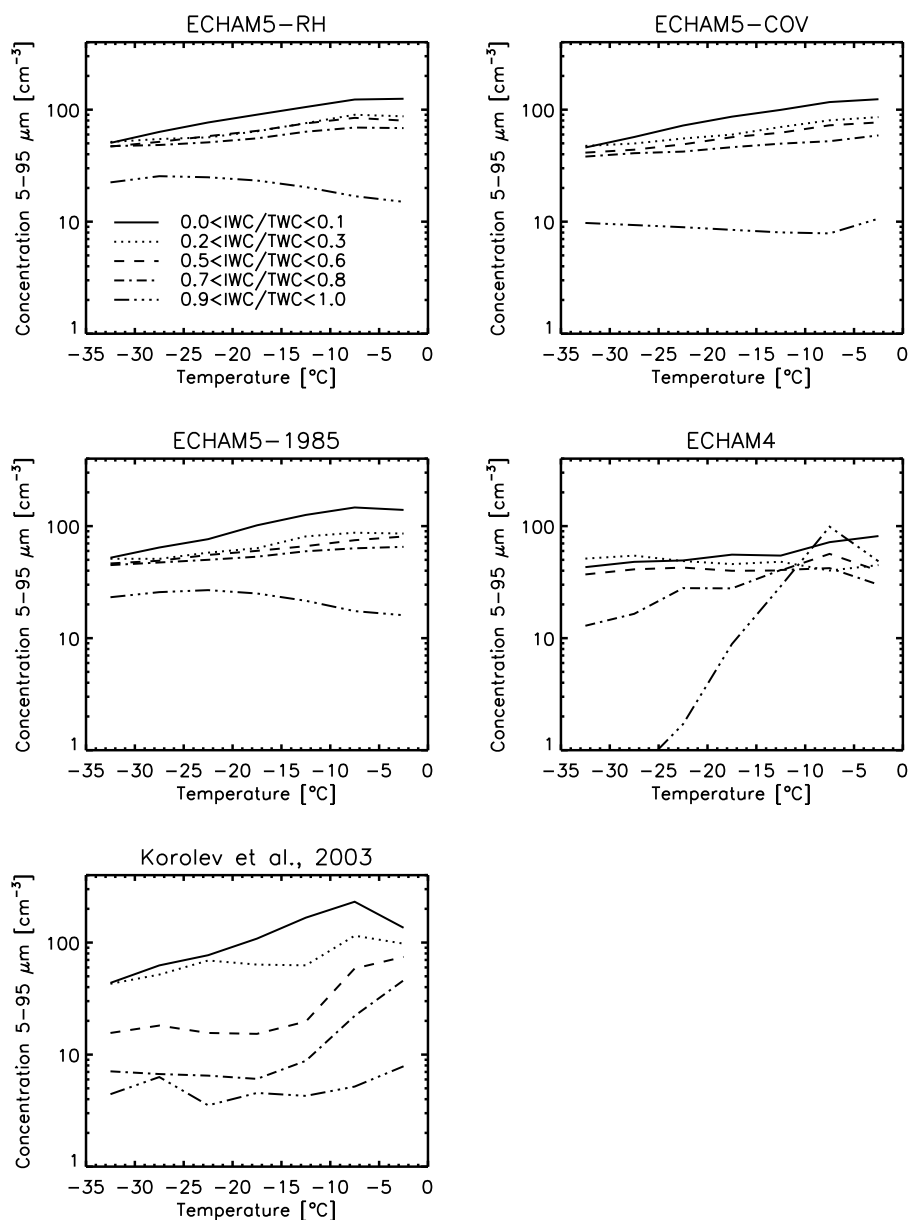 ECHAM5-RH
Concentration 5-95 μm [cm⁻³]
100
10
1
0.0<IWC/TWC<0.1
0.2<IWC/TWC<0.3
0.5<IWC/TWC<0.6
0.7<IWC/TWC<0.8
0.9<IWC/TWC<1.0
-35 -30 -25 -20 -15 -10 -5 0
Temperature [°C]
ECHAM5-COV
Concentration 5-95 μm [cm⁻³]
100
10
1
-35 -30 -25 -20 -15 -10 -5 0
Temperature [°C]
ECHAM5-1985
Concentration 5-95 μm [cm⁻³]
100
10
1
-35 -30 -25 -20 -15 -10 -5 0
Temperature [°C]
ECHAM4
Concentration 5-95 μm [cm⁻³]
100
10
1
-35 -30 -25 -20 -15 -10 -5 0
Temperature [°C]
Korolev et al., 2003
Concentration 5-95 μm [cm⁻³]
100
10
1
-35 -30 -25 -20 -15 -10 -5 0
Temperature [°C]